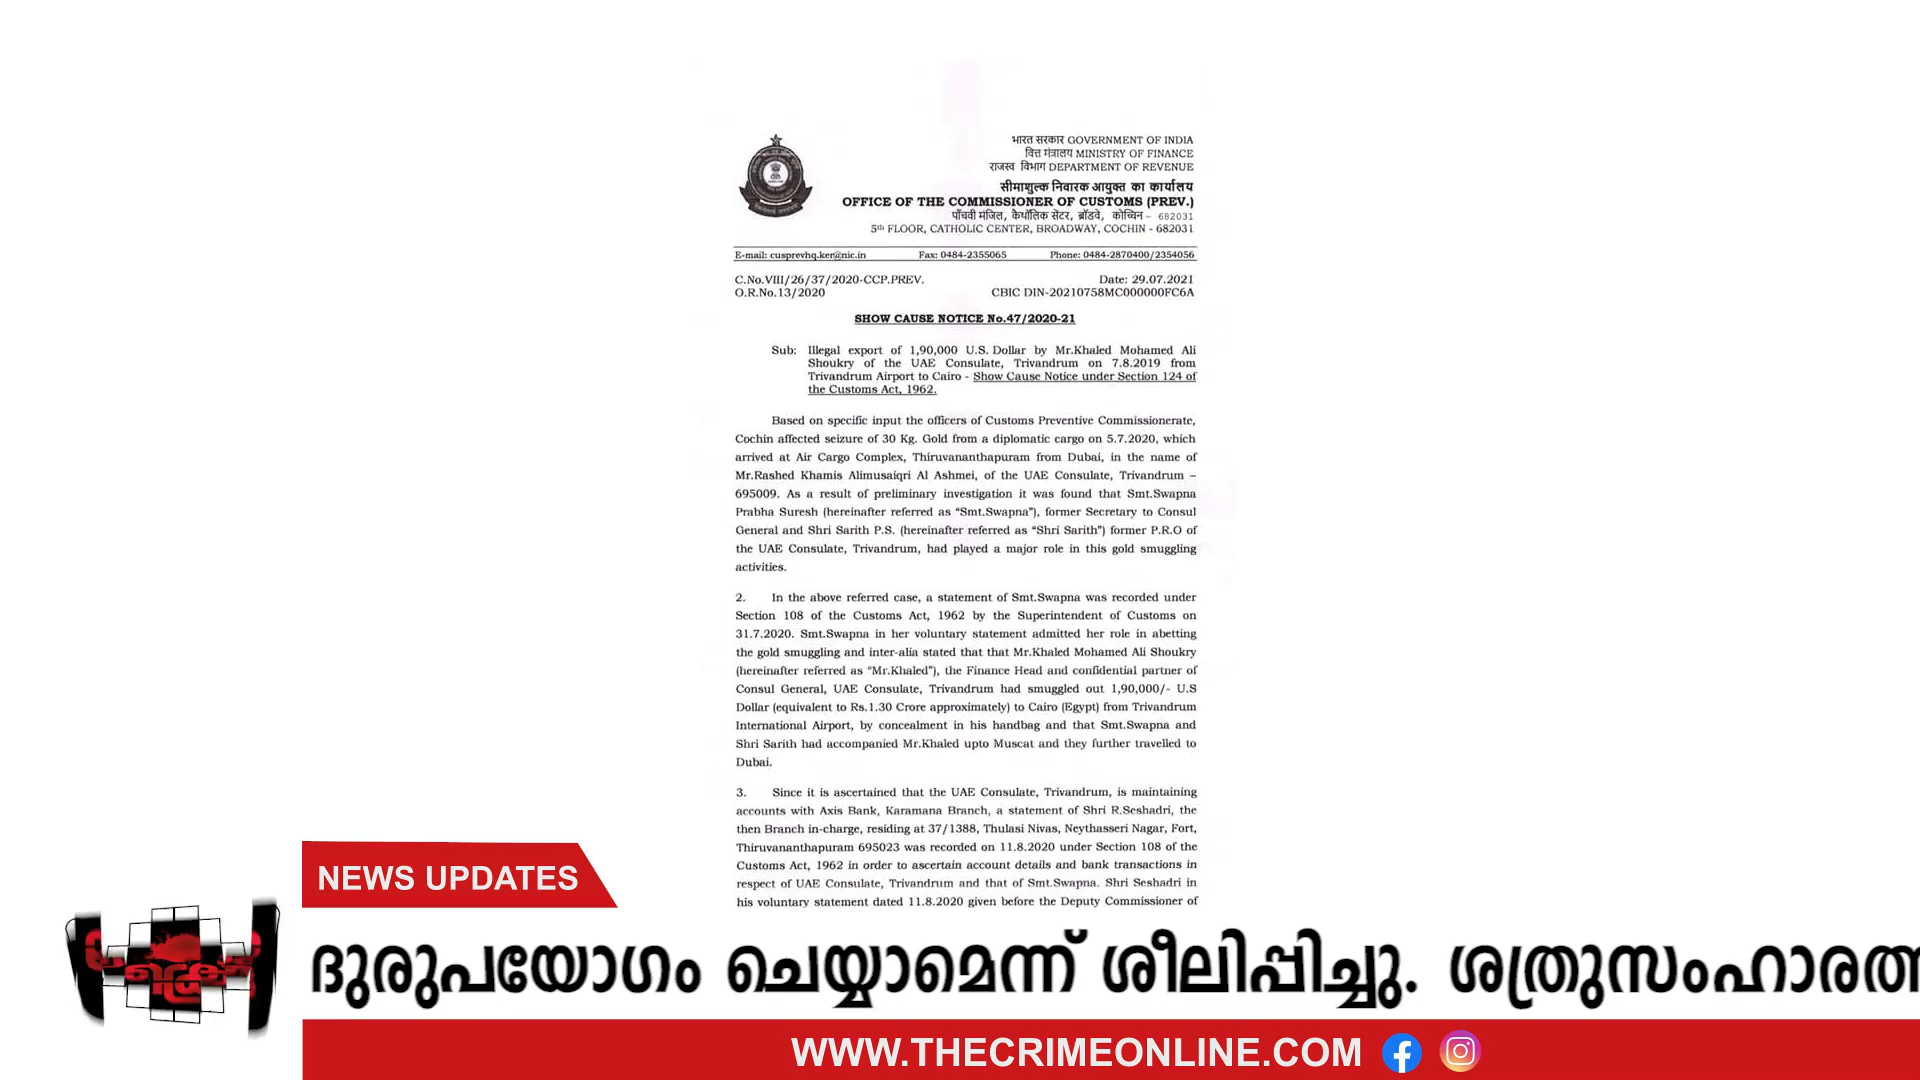 भारत सरकार GOVERNMENT OF INDIA
वित्त मंत्रालय MINISTRY OF FINANCE
राजस्व विभाग DEPARTMENT OF REVENUE
सीमाशुल्क निवारक आयुक्त का कार्यालय
OFFICE OF THE COMMISSIONER OF CUSTOMS (PREV.)
पाँचवी मंजिल, कैथॉलिक सेंटर, ब्रॉडवे, कोच्चिन – 682031
5th FLOOR, CATHOLIC CENTER, BROADWAY, COCHIN - 682031
E-mail: cusprevhq.ker@nic.in Fax: 0484-2355065 Phone: 0484-2870400/2354056
C.No.VIII/26/37/2020-CCP.PREV. Date: 29.07.2021
O.R.No.13/2020 CBIC DIN-20210758MC000000FC6A
SHOW CAUSE NOTICE No.47/2020-21
Sub: Illegal export of 1,90,000 U.S. Dollar by Mr.Khaled Mohamed Ali
Shoukry of the UAE Consulate, Trivandrum on 7.8.2019 from
Trivandrum Airport to Cairo - Show Cause Notice under Section 124 of
the Customs Act, 1962.
Based on specific input the officers of Customs Preventive Commissionerate,
Cochin affected seizure of 30 Kg. Gold from a diplomatic cargo on 5.7.2020, which
arrived at Air Cargo Complex, Thiruvananthapuram from Dubai, in the name of
Mr.Rashed Khamis Alimusaiqri Al Ashmei, of the UAE Consulate, Trivandrum –
695009. As a result of preliminary investigation it was found that Smt.Swapna
Prabha Suresh (hereinafter referred as “Smt.Swapna”), former Secretary to Consul
General and Shri Sarith P.S. (hereinafter referred as “Shri Sarith”) former P.R.O of
the UAE Consulate, Trivandrum, had played a major role in this gold smuggling
activities.
2. In the above referred case, a statement of Smt.Swapna was recorded under
Section 108 of the Customs Act, 1962 by the Superintendent of Customs on
31.7.2020. Smt.Swapna in her voluntary statement admitted her role in abetting
the gold smuggling and inter-alia stated that that Mr.Khaled Mohamed Ali Shoukry
(hereinafter referred as “Mr.Khaled”), the Finance Head and confidential partner of
Consul General, UAE Consulate, Trivandrum had smuggled out 1,90,000/- U.S
Dollar (equivalent to Rs.1.30 Crore approximately) to Cairo (Egypt) from Trivandrum
International Airport, by concealment in his handbag and that Smt.Swapna and
Shri Sarith had accompanied Mr.Khaled upto Muscat and they further travelled to
Dubai.
3. Since it is ascertained that the UAE Consulate, Trivandrum, is maintaining
accounts with Axis Bank, Karamana Branch, a statement of Shri R.Seshadri, the
then Branch in-charge, residing at 37/1388, Thulasi Nivas, Neythasseri Nagar, Fort,
Thiruvananthapuram 695023 was recorded on 11.8.2020 under Section 108 of the
Customs Act, 1962 in order to ascertain account details and bank transactions in
respect of UAE Consulate, Trivandrum and that of Smt.Swapna. Shri Seshadri in
his voluntary statement dated 11.8.2020 given before the Deputy Commissioner of
NEWS UPDATES
ദുരുപയോഗം ചെയ്യാമെന്ന് ശീലിപ്പിച്ചു. ശത്രുസംഹാരത്
WWW.THECRIMEONLINE.COM